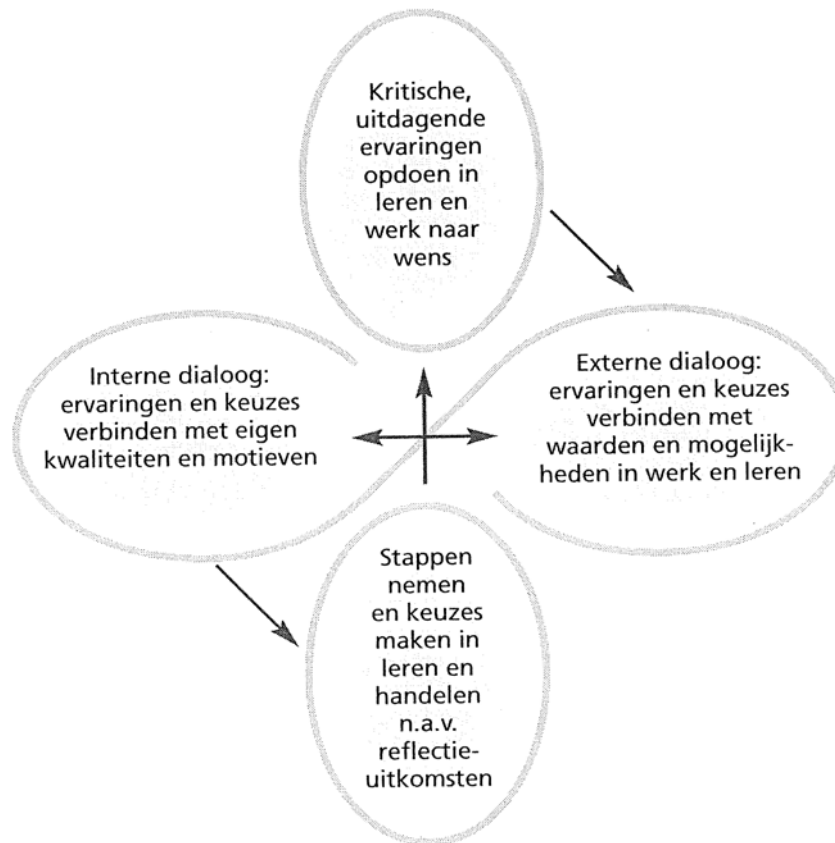 Kritische,
uitdagende
ervaringen
opdoen in
leren en
werk naar
wens
Interne dialoog:
ervaringen en keuzes
verbinden met eigen
kwaliteiten en motieven
Externe dialoog:
ervaringen en keuzes
verbinden met
waarden en mogelijk-
heden in werk en leren
Stappen
nemen
en keuzes
maken in
leren en
handelen
n.a.v.
reflectie-
uitkomsten